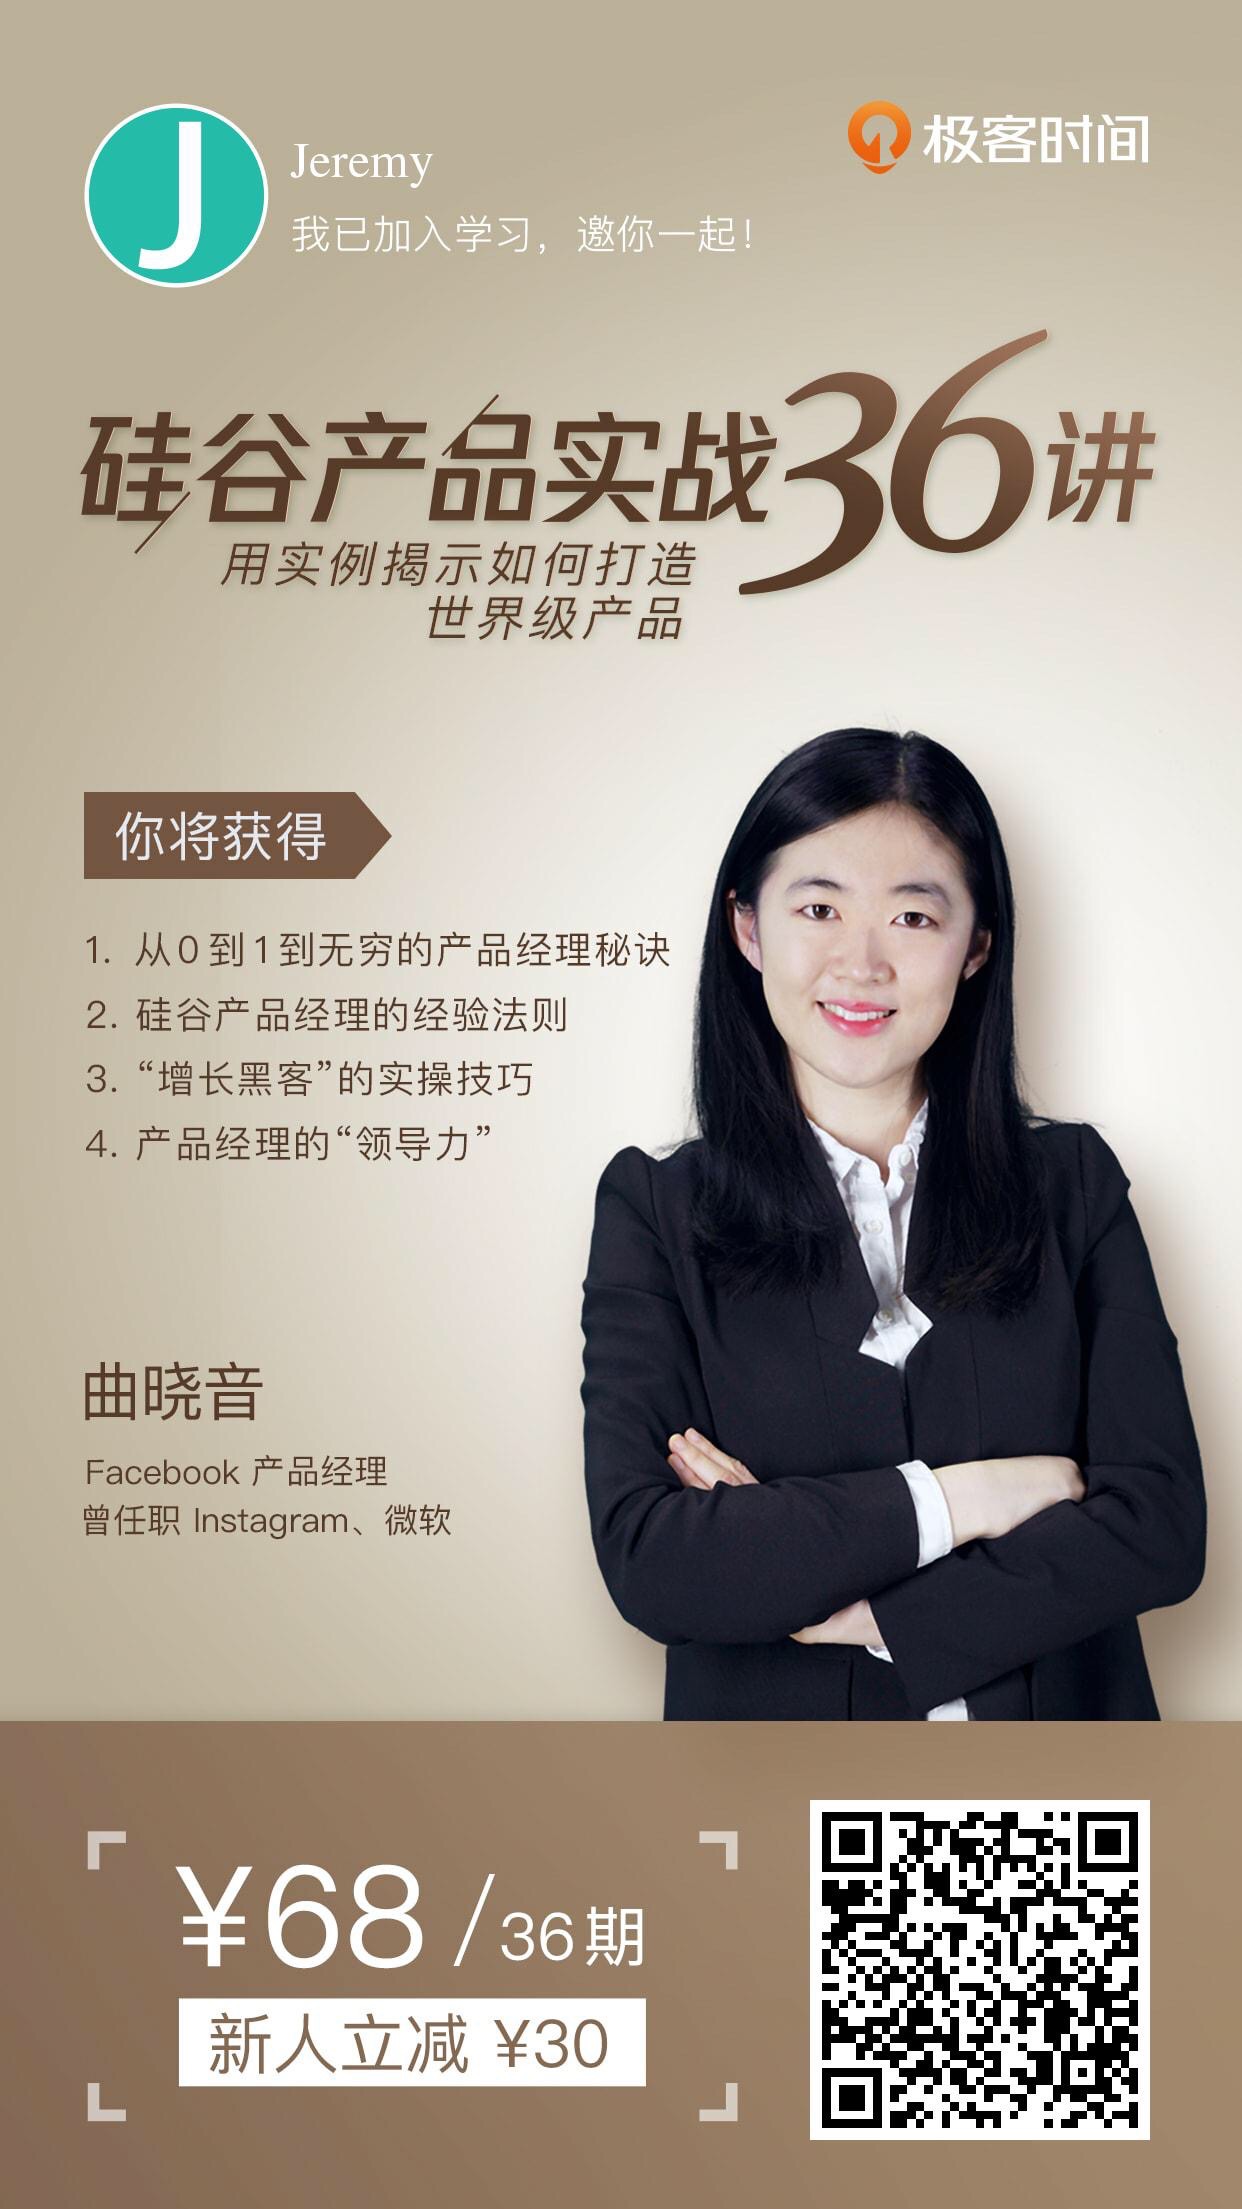 J
Jeremy
我已加入学习，邀你一起！
极客时间
硅谷产品实战36讲
用实例揭示如何打造
世界级产品
你将获得
1. 从0到1到无穷的产品经理秘诀
2. 硅谷产品经理的经验法则
3. “增长黑客”的实操技巧
4. 产品经理的“领导力”
曲晓音
Facebook 产品经理
曾任职 Instagram、微软
¥68/36期
新人立减 ¥30